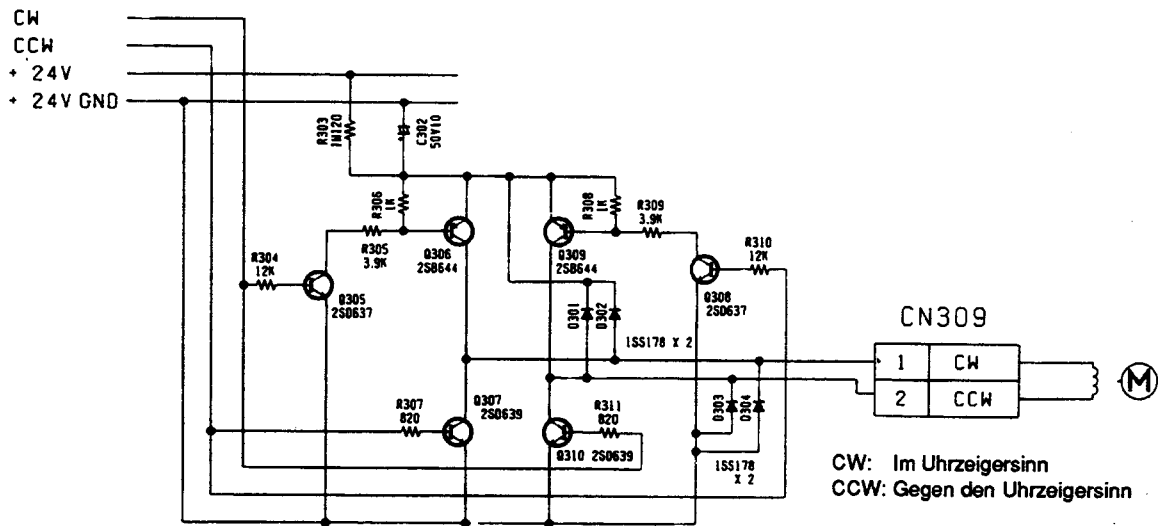 CW
CCW
+ 24V
+ 24V GND
R303
1W120
C302
50V10
R306
1K
R308
1K
R309
3.9K
R304
12K
R305
3.9K
Q306
2SB644
Q309
2SB644
R310
12K
Q305
2SD637
Q308
2SD637
D301
D302
1SS178 X 2
CN309
1 CW
2 CCW
M
R307
820
Q307
2SD639
R311
820
Q310 2SD639
D303
D304
1SS178
X 2
CW: Im Uhrzeigersinn
CCW: Gegen den Uhrzeigersinn